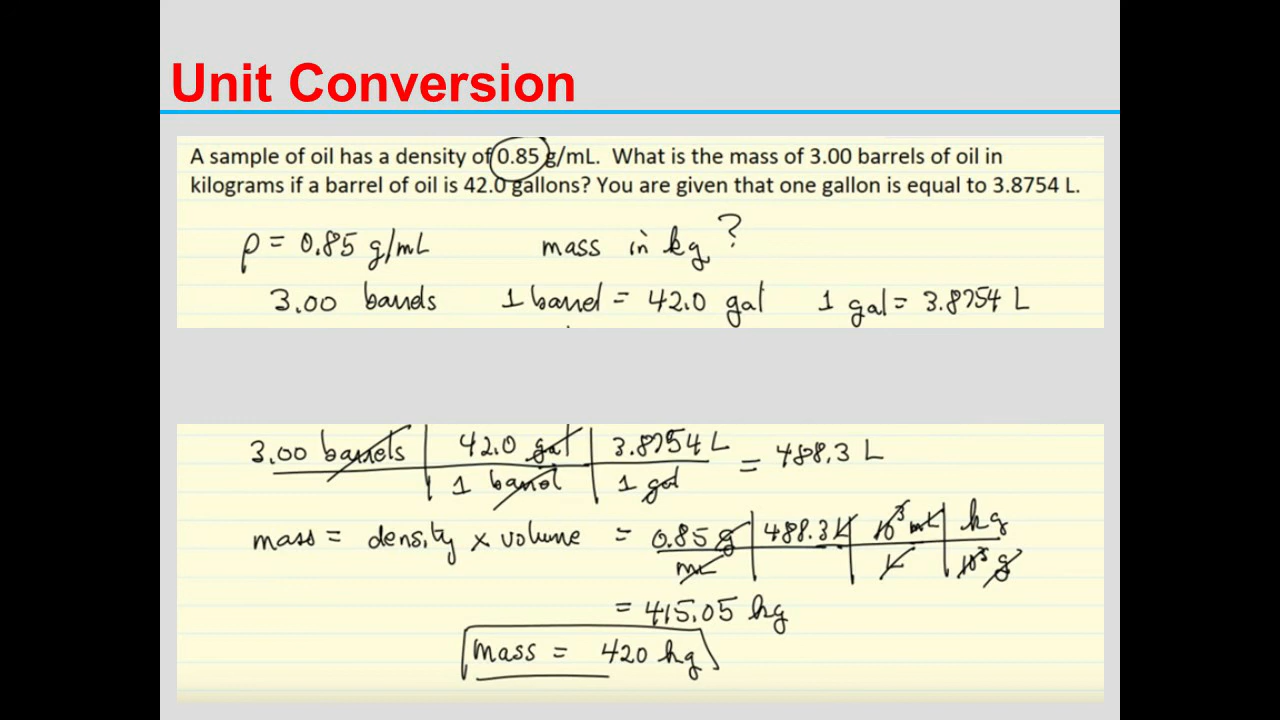 Unit Conversion
A sample of oil has a density of 0.85 g/mL. What is the mass of 3.00 barrels of oil in
kilograms if a barrel of oil is 42.0 gallons? You are given that one gallon is equal to 3.8754 L.
ρ = 0.85 g/mL mass in kg ?
3.00 barrels 1 barrel = 42.0 gal 1 gal = 3.8754 L
3.00 barrels | 42.0 gal | 3.8754 L = 488.3 L
1 barrel | 1 gal
mass = density x volume = 0.85 g | 488.3 L | 10³ mL | kg
mL | L | 10³ g
= 415.05 kg
mass = 420 kg